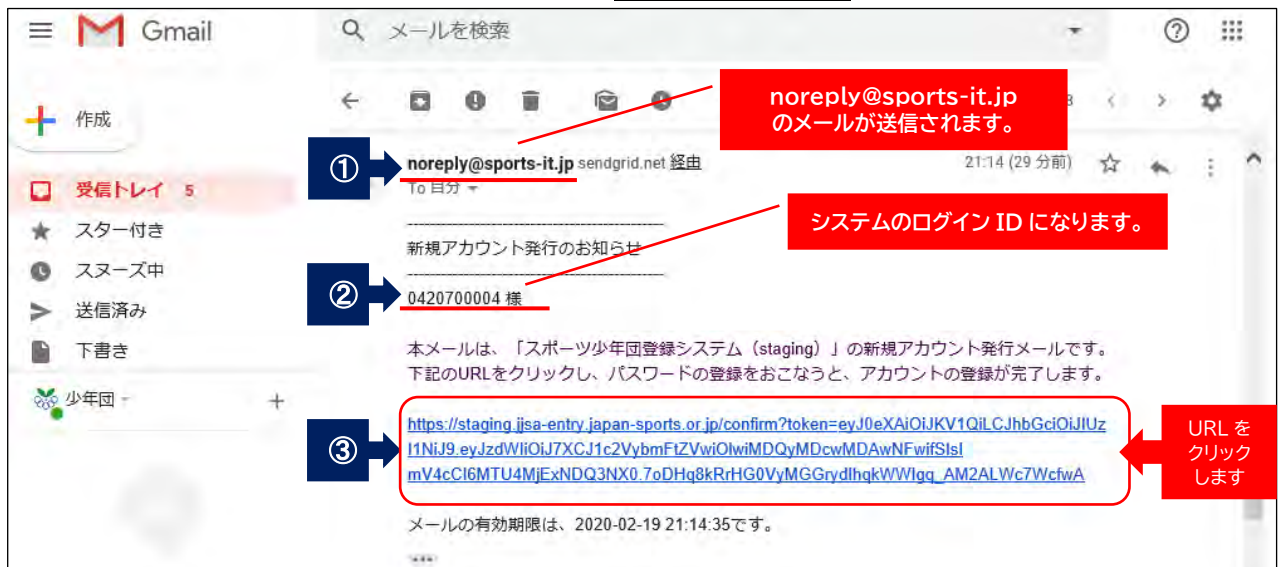 Gmail
メールを検索
作成
受信トレイ 5
スター付き
スヌーズ中
送信済み
下書き
少年団
noreply@sports-it.jp
のメールが送信されます。
①
noreply@sports-it.jp sendgrid.net 経由
21:14 (29 分前)
To 自分
システムのログイン ID になります。
新規アカウント発行のお知らせ
②
0420700004 様
本メールは、「スポーツ少年団登録システム（staging）」の新規アカウント発行メールです。
下記のURLをクリックし、パスワードの登録をおこなうと、アカウントの登録が完了します。
③
https://staging.jjsa-entry.japan-sports.or.jp/confirm?token=eyJ0eXAiOiJKV1QiLCJhbGciOiJIUz
I1NiJ9.eyJzdWIiOiJ7XCJ1c2VybmFtZVwiOlwiMDQyMDcwMDAwNFwifSIsI
mV4cCI6MTU4MjExNDQ3NX0.7oDHq8kRrHG0VyMGGrydIhqkWWIgq_AM2ALWc7WcfwA
URL を
クリック
します
メールの有効期限は、2020-02-19 21:14:35です。